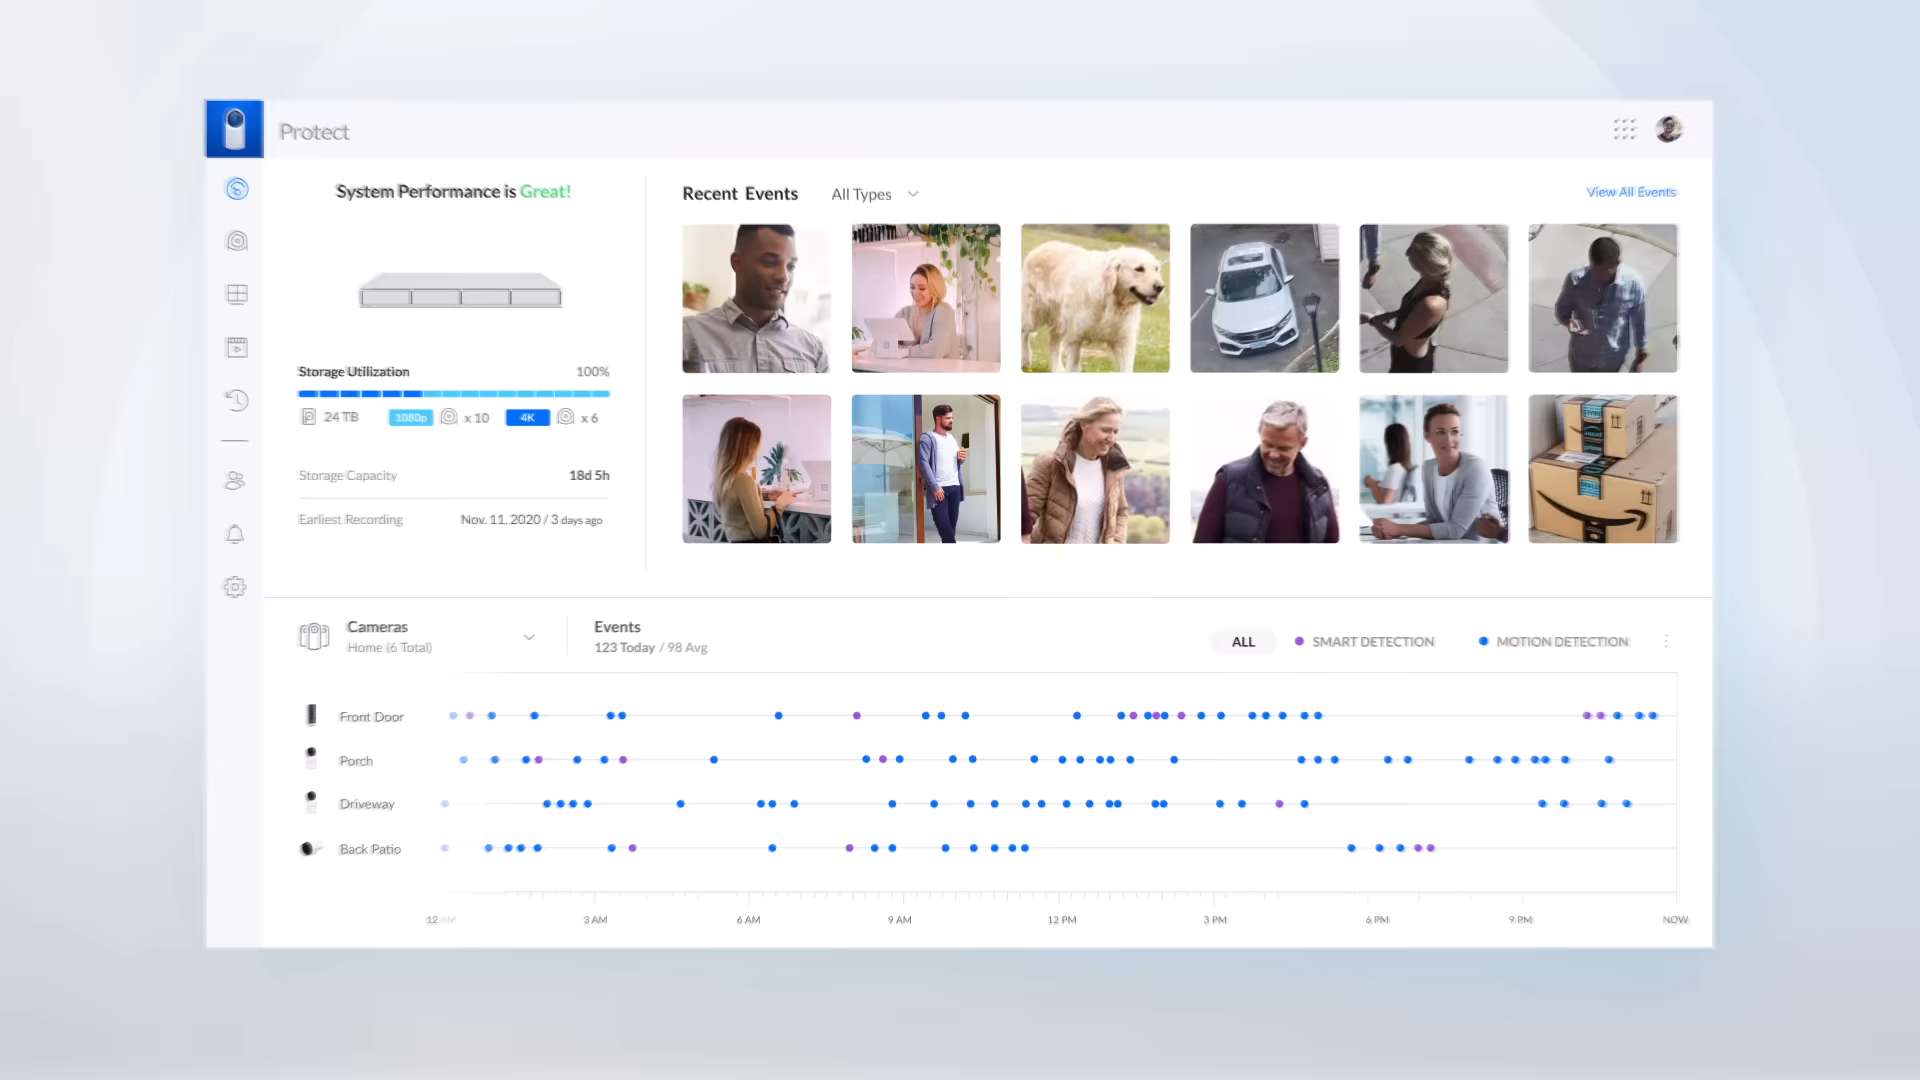 Protect
System Performance is Great!
Storage Utilization 100%
24 TB 1080p x 10 4K x 6
Storage Capacity 18d 5h
Earliest Recording Nov. 11, 2020 / 3 days ago
Recent Events All Types View All Events
Cameras
Home (6 Total)
Events
123 Today / 98 Avg
ALL SMART DETECTION MOTION DETECTION
Front Door
Porch
Driveway
Back Patio
12 AM 3 AM 6 AM 9 AM 12 PM 3 PM 6 PM 9 PM NOW